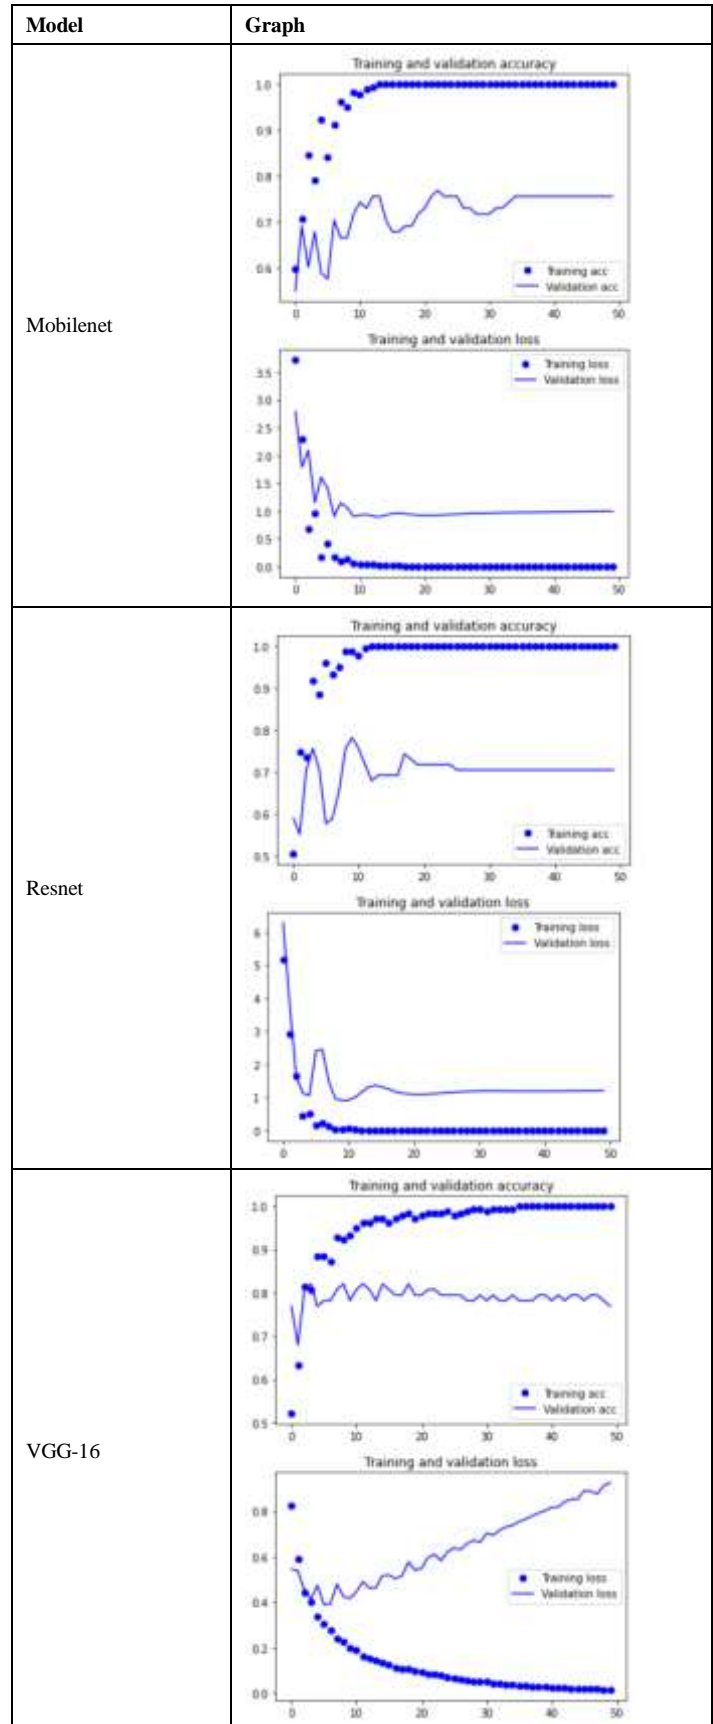 Model Graph
Mobilenet
Training and validation accuracy
1.0
0.9
0.8
0.7
0.6
Training acc
Validation acc
0 10 20 30 40 50
Training and validation loss
Training loss
Validation loss
3.5
3.0
2.5
2.0
1.5
1.0
0.5
0.0
0 10 20 30 40 50
Resnet
Training and validation accuracy
1.0
0.9
0.8
0.7
0.6
0.5
Training acc
Validation acc
0 10 20 30 40 50
Training and validation loss
Training loss
Validation loss
6
5
4
3
2
1
0
0 10 20 30 40 50
VGG-16
Training and validation accuracy
1.0
0.9
0.8
0.7
0.6
0.5
Training acc
Validation acc
0 10 20 30 40 50
Training and validation loss
0.8
0.6
0.4
0.2
0.0
Training loss
Validation loss
0 10 20 30 40 50